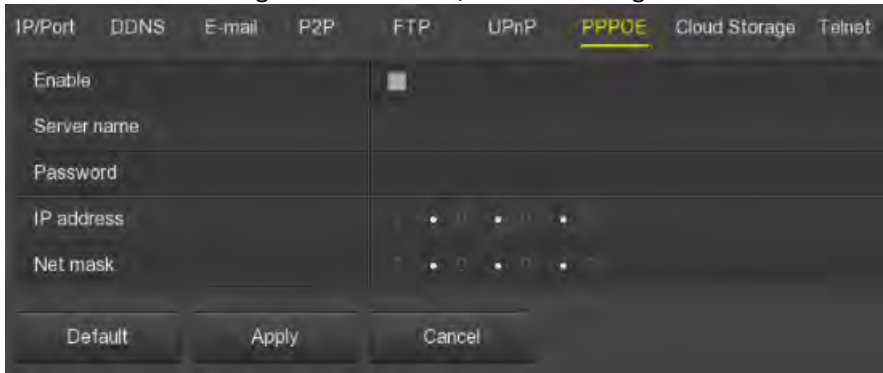 IP/Port DDNS E-mail P2P FTP UPnP PPPOE Cloud Storage Telnet
Enable
Server name
Password
IP address
Net mask
Default Apply Cancel